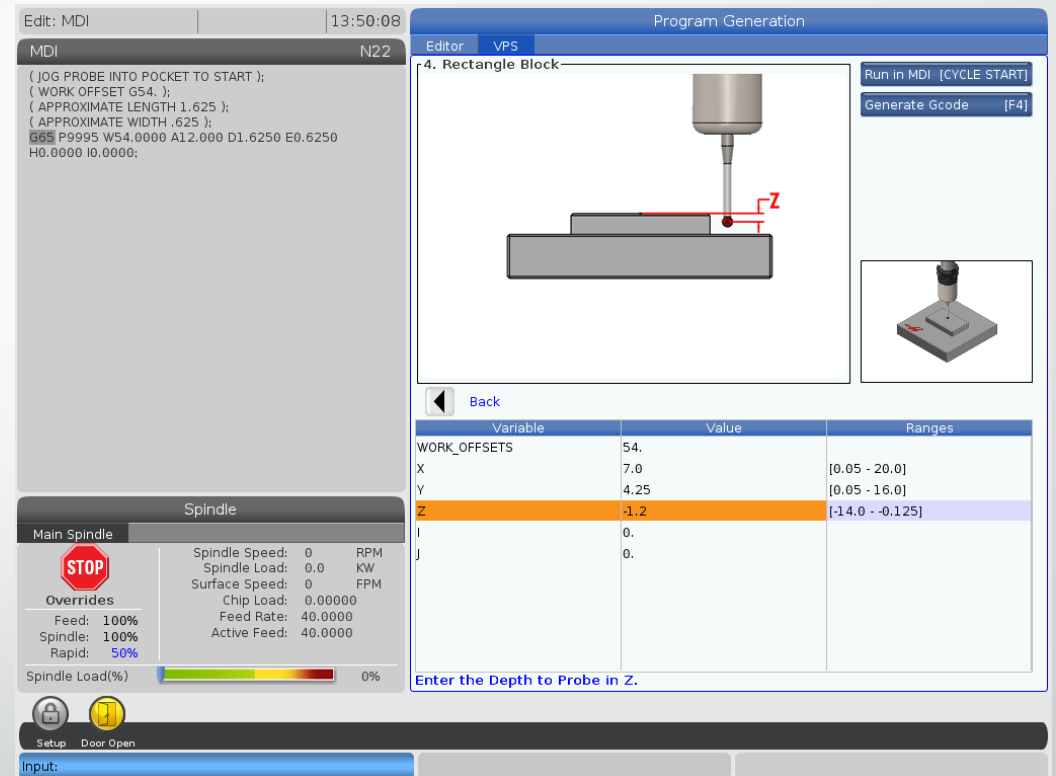 Edit: MDI 13:50:08
MDI N22
( JOG PROBE INTO POCKET TO START );
( WORK OFFSET G54. );
( APPROXIMATE LENGTH 1.625 );
( APPROXIMATE WIDTH .625 );
G65 P9995 W54.0000 A12.000 D1.6250 E0.6250
H0.0000 I0.0000;
Spindle
Main Spindle
STOP
Overrides
Feed: 100%
Spindle: 100%
Rapid: 50%
Spindle Speed: 0 RPM
Spindle Load: 0.0 KW
Surface Speed: 0 FPM
Chip Load: 0.00000
Feed Rate: 40.0000
Active Feed: 40.0000
Spindle Load(%) 0%
Program Generation
Editor VPS
4. Rectangle Block
Z
Run in MDI [CYCLE START]
Generate Gcode [F4]
Back
Variable Value Ranges
WORK_OFFSETS 54.
X 7.0 [0.05 - 20.0]
Y 4.25 [0.05 - 16.0]
Z -1.2 [-14.0 - -0.125]
I 0.
J 0.
Enter the Depth to Probe in Z.
Setup Door Open
Input: